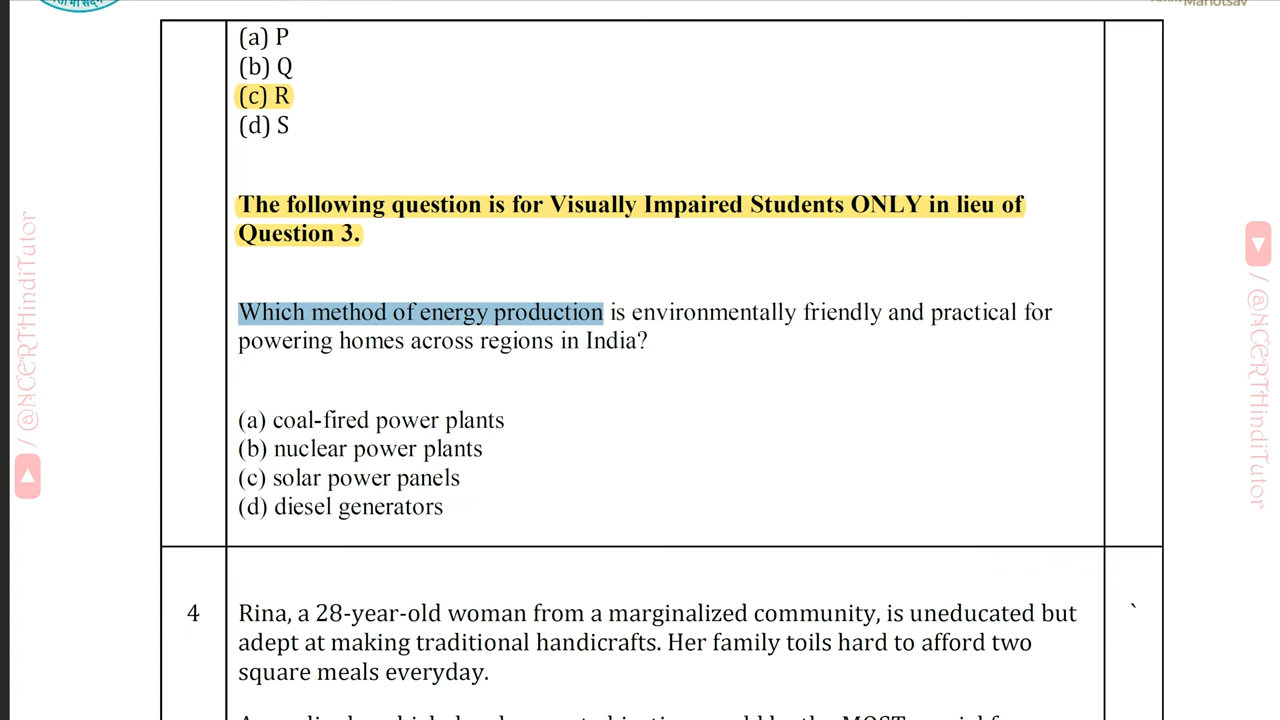 Mahotsav
(a) P
(b) Q
(c) R
(d) S
The following question is for Visually Impaired Students ONLY in lieu of
Question 3.
Which method of energy production is environmentally friendly and practical for
powering homes across regions in India?
(a) coal-fired power plants
(b) nuclear power plants
(c) solar power panels
(d) diesel generators
4
Rina, a 28-year-old woman from a marginalized community, is uneducated but
adept at making traditional handicrafts. Her family toils hard to afford two
square meals everyday.
`
/ @NCERTHindiTutor
/ @NCERTHindiTutor